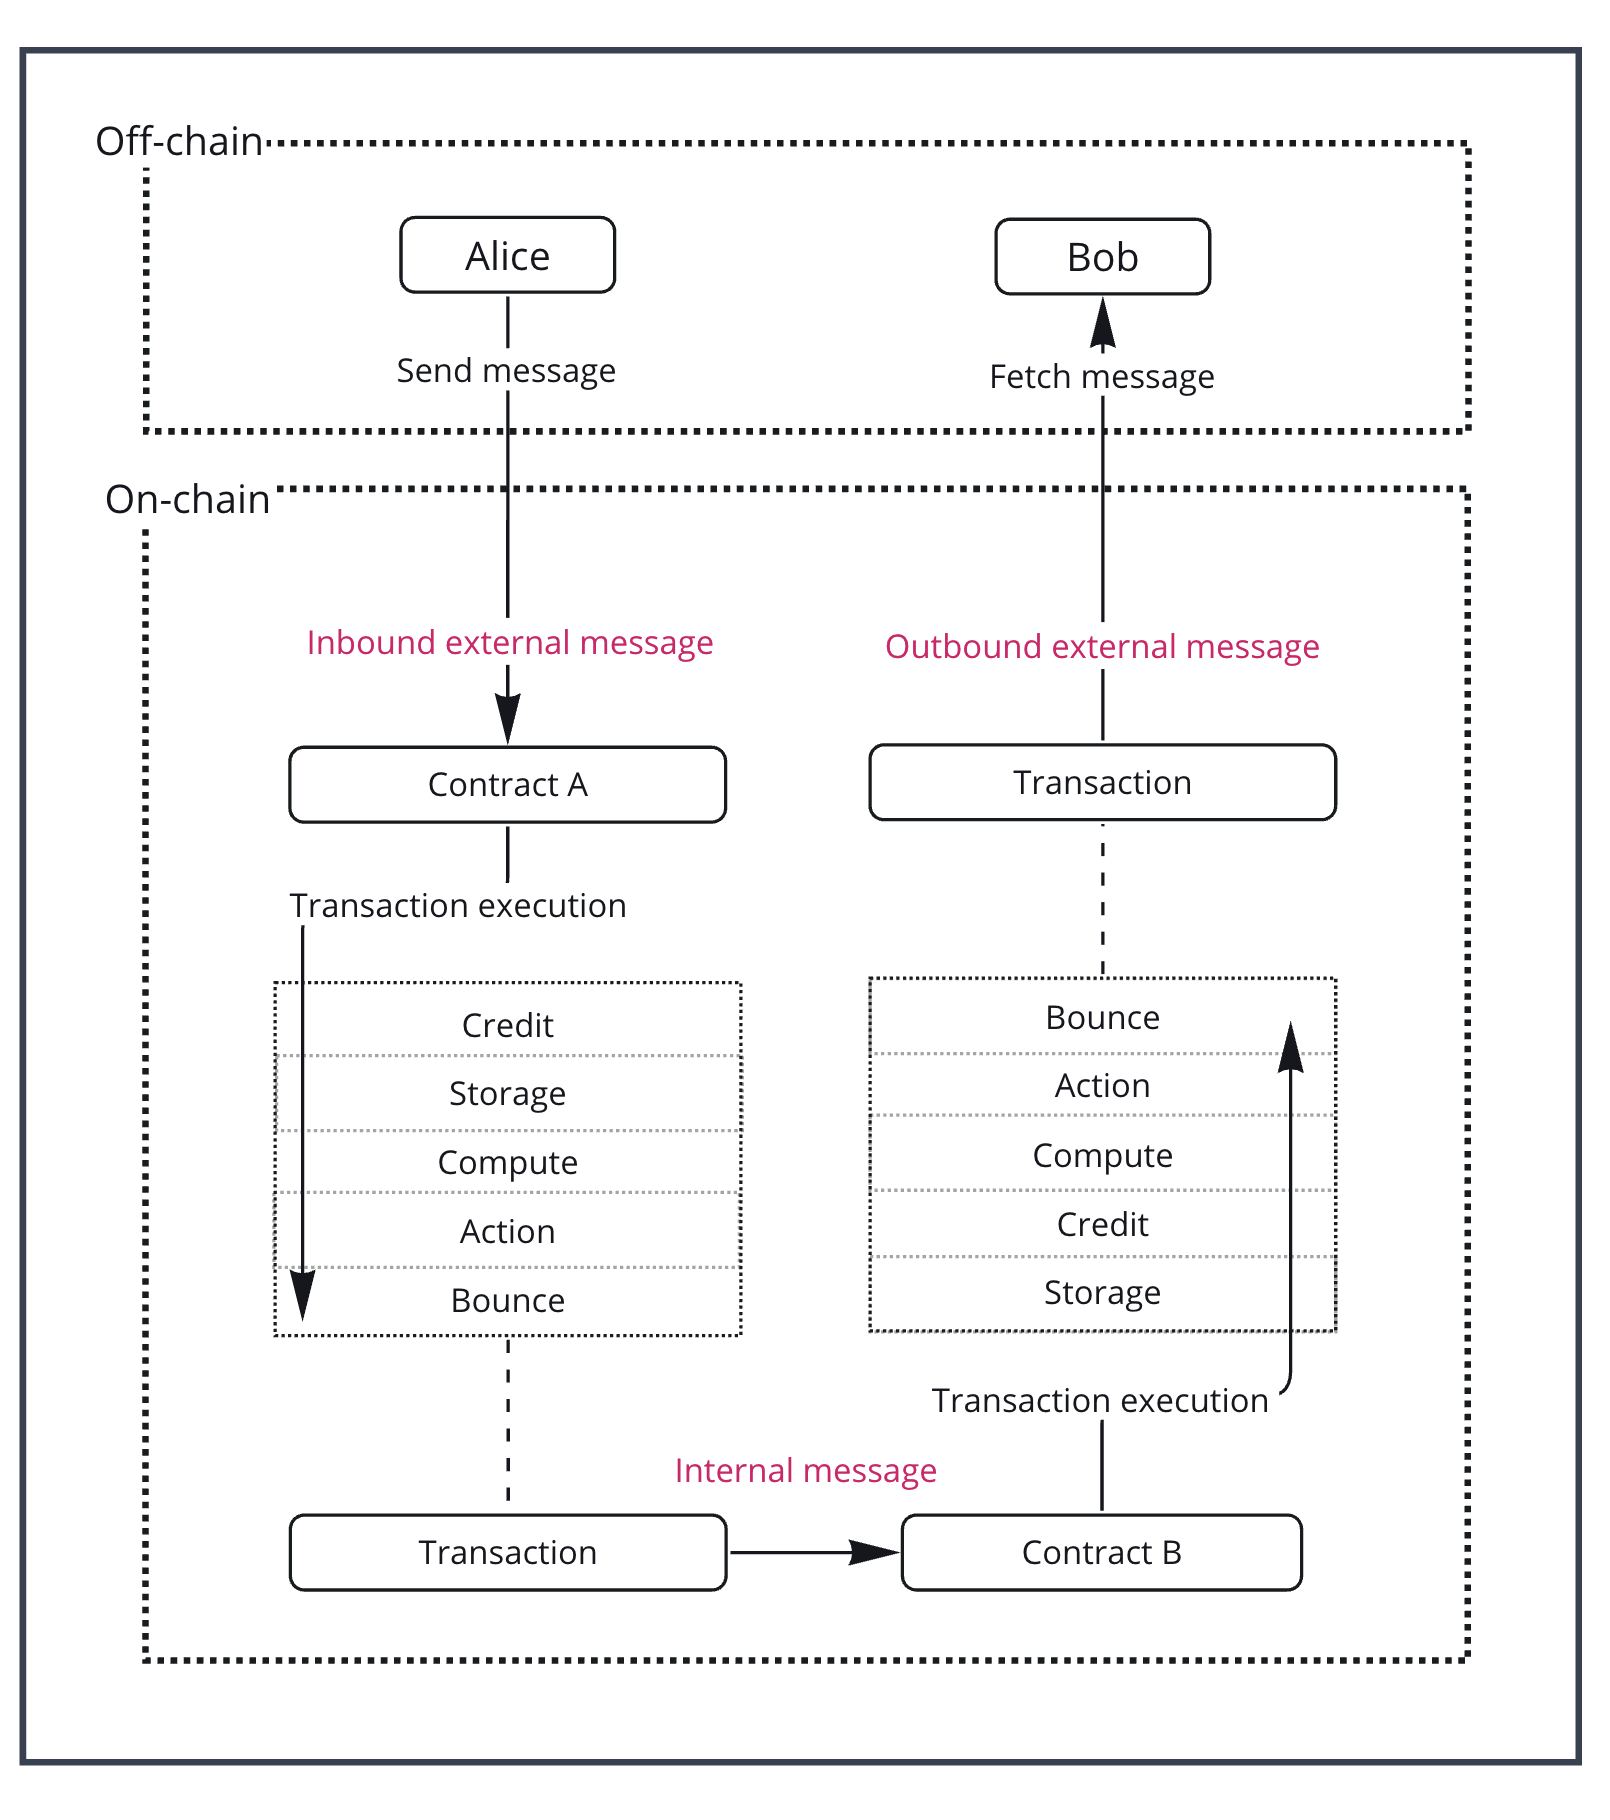 Off-chain
Alice
Bob
Send message
Fetch message
On-chain
Inbound external message
Outbound external message
Contract A
Transaction
Transaction execution
Credit
Storage
Compute
Action
Bounce
Bounce
Action
Compute
Credit
Storage
Transaction execution
Internal message
Transaction
Contract B